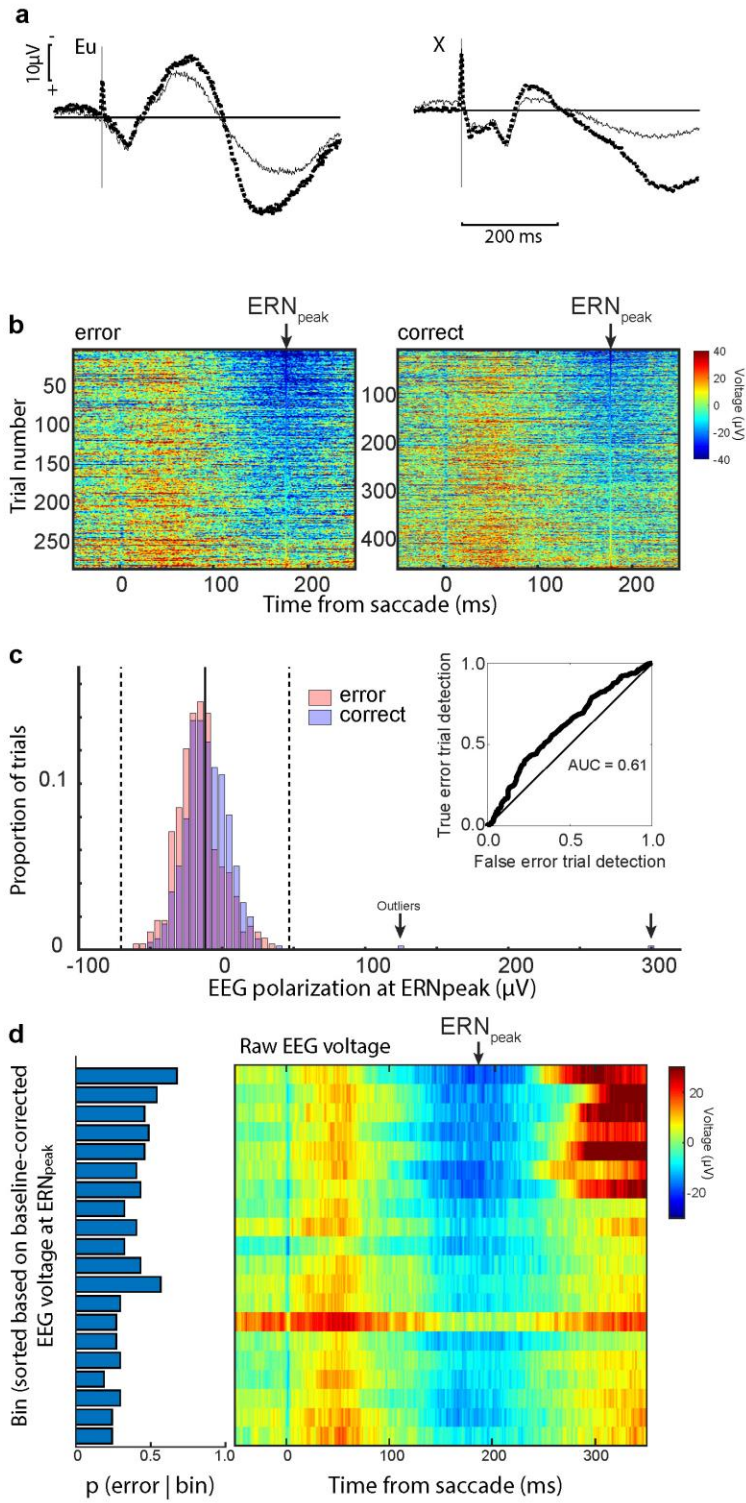 a
Eu
X
-
10µV
+
200 ms
b
error
ERNpeak
correct
ERNpeak
Trial number
50
100
150
200
250
100
200
300
400
40
20
0
-20
-40
Voltage (µV)
0
100
200
0
100
200
Time from saccade (ms)
c
Proportion of trials
0.1
0
error
correct
Outliers
-100
0
100
200
300
EEG polarization at ERNpeak (µV)
True error trial detection
1.0
0.5
0.0
AUC = 0.61
0.0
0.5
1.0
False error trial detection
d
Raw EEG voltage
ERNpeak
Bin (sorted based on baseline-corrected
EEG voltage at ERNpeak)
0
0.5
1.0
p (error | bin)
0
100
200
300
Time from saccade (ms)
20
0
-20
Voltage (µV)